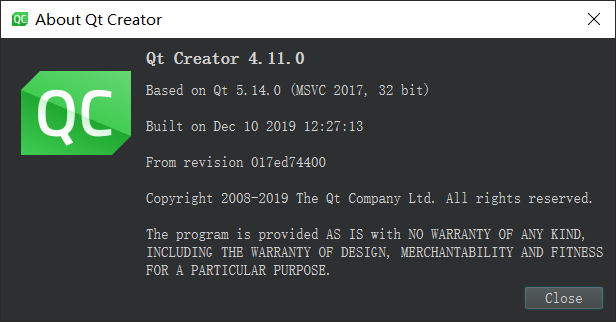 QC About Qt Creator
QC
Qt Creator 4.11.0
Based on Qt 5.14.0 (MSVC 2017, 32 bit)
Built on Dec 10 2019 12:27:13
From revision 017ed74400
Copyright 2008-2019 The Qt Company Ltd. All rights reserved.
The program is provided AS IS with NO WARRANTY OF ANY KIND,
INCLUDING THE WARRANTY OF DESIGN, MERCHANTABILITY AND FITNESS
FOR A PARTICULAR PURPOSE.
Close